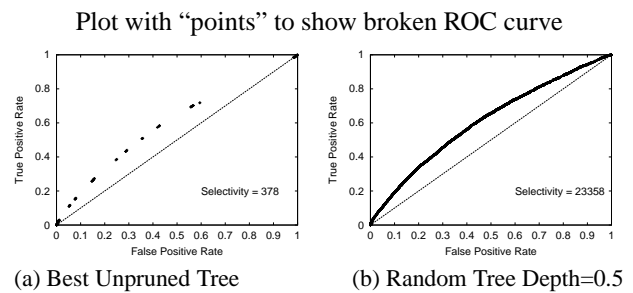 Plot with “points” to show broken ROC curve
1
0.8
0.6
0.4
0.2
0
True Positive Rate
Selectivity = 378
0 0.1 0.2 0.3 0.4 0.5 0.6 0.7 0.8 0.9 1
False Positive Rate
(a) Best Unpruned Tree
1
0.8
0.6
0.4
0.2
0
True Positive Rate
Selectivity = 23358
0 0.1 0.2 0.3 0.4 0.5 0.6 0.7 0.8 0.9 1
False Positive Rate
(b) Random Tree Depth=0.5